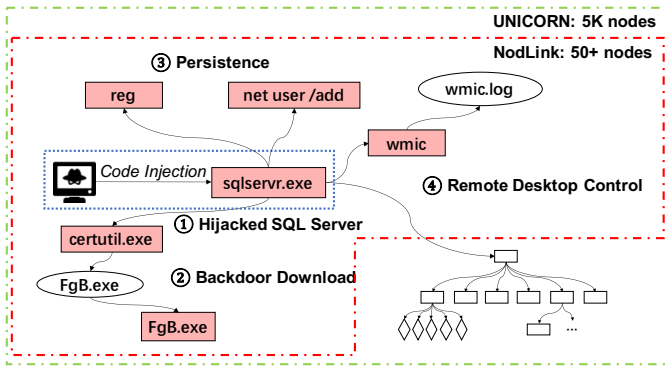 UNICORN: 5K nodes
NodLink: 50+ nodes
③ Persistence
reg
net user /add
wmic.log
wmic
Code Injection
sqlservr.exe
④ Remote Desktop Control
① Hijacked SQL Server
certutil.exe
② Backdoor Download
FgB.exe
FgB.exe
...